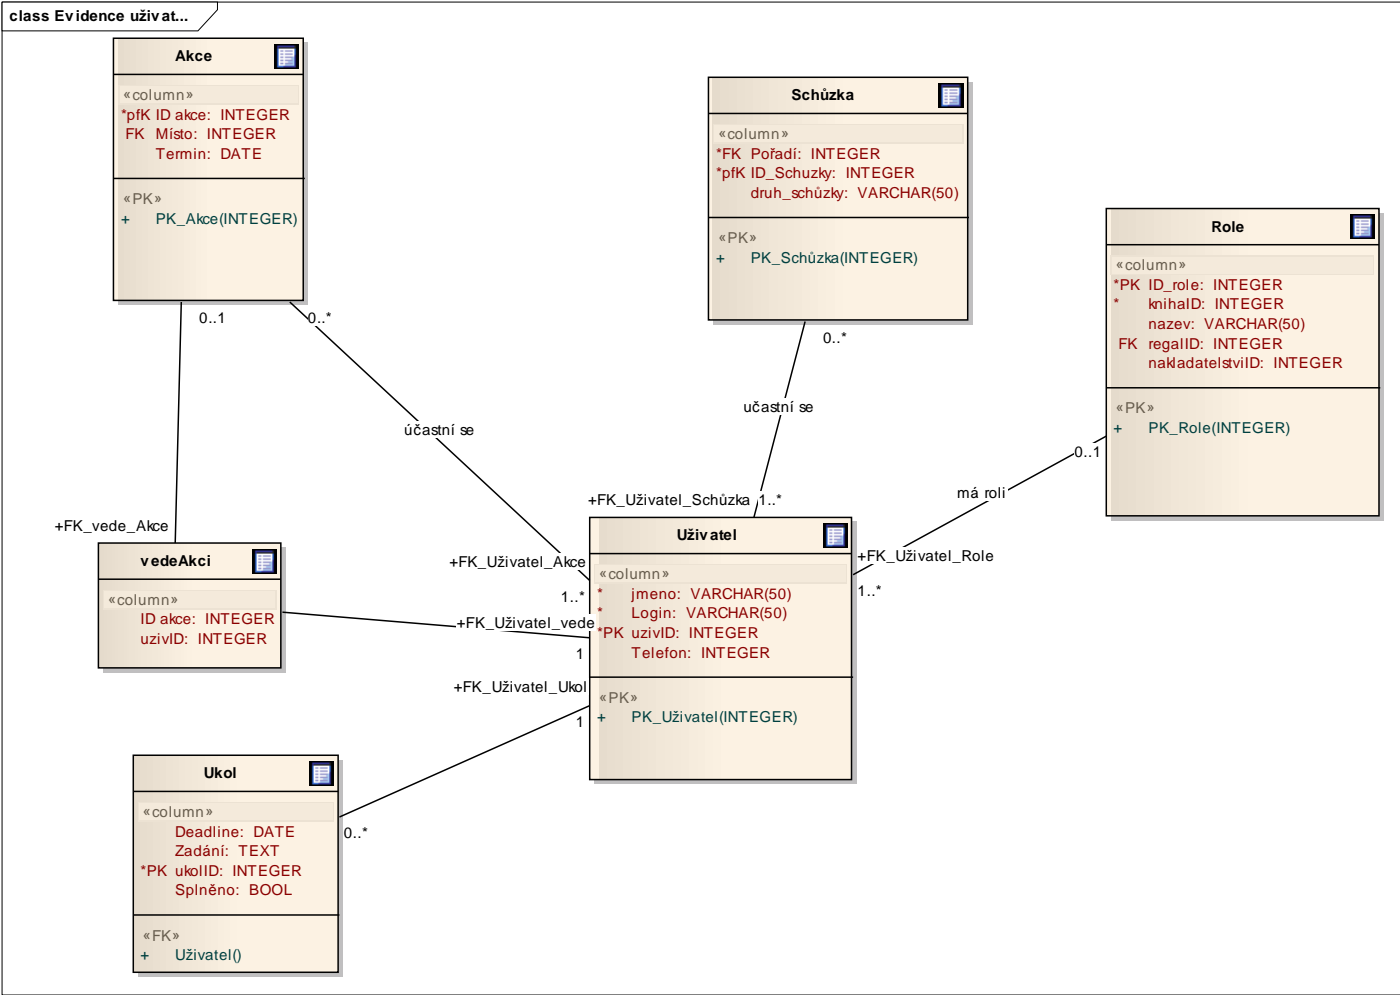 class Evidence uživat...
Akce
«column»
*pfK ID akce: INTEGER
FK Místo: INTEGER
Termin: DATE
«PK»
+ PK_Akce(INTEGER)
0..1
0..*
Schůzka
«column»
*FK Pořadí: INTEGER
*pfK ID_Schuzky: INTEGER
druh_schůzky: VARCHAR(50)
«PK»
+ PK_Schůzka(INTEGER)
0..*
Role
«column»
*PK ID_role: INTEGER
* knihaID: INTEGER
nazev: VARCHAR(50)
FK regalID: INTEGER
nakladatelstviID: INTEGER
«PK»
+ PK_Role(INTEGER)
0..1
účastní se
učastní se
má roli
+FK_vede_Akce
+FK_Uživatel_Schůzka
1..*
+FK_Uživatel_Akce
1..*
+FK_Uživatel_Role
1..*
vedeAkci
«column»
ID akce: INTEGER
uzivID: INTEGER
+FK_Uživatel_vede
1
Uživatel
«column»
* jmeno: VARCHAR(50)
* Login: VARCHAR(50)
*PK uzivID: INTEGER
Telefon: INTEGER
«PK»
+ PK_Uživatel(INTEGER)
+FK_Uživatel_Ukol
1
Ukol
«column»
Deadline: DATE
Zadání: TEXT
*PK ukolID: INTEGER
Splněno: BOOL
«FK»
+ Uživatel()
0..*